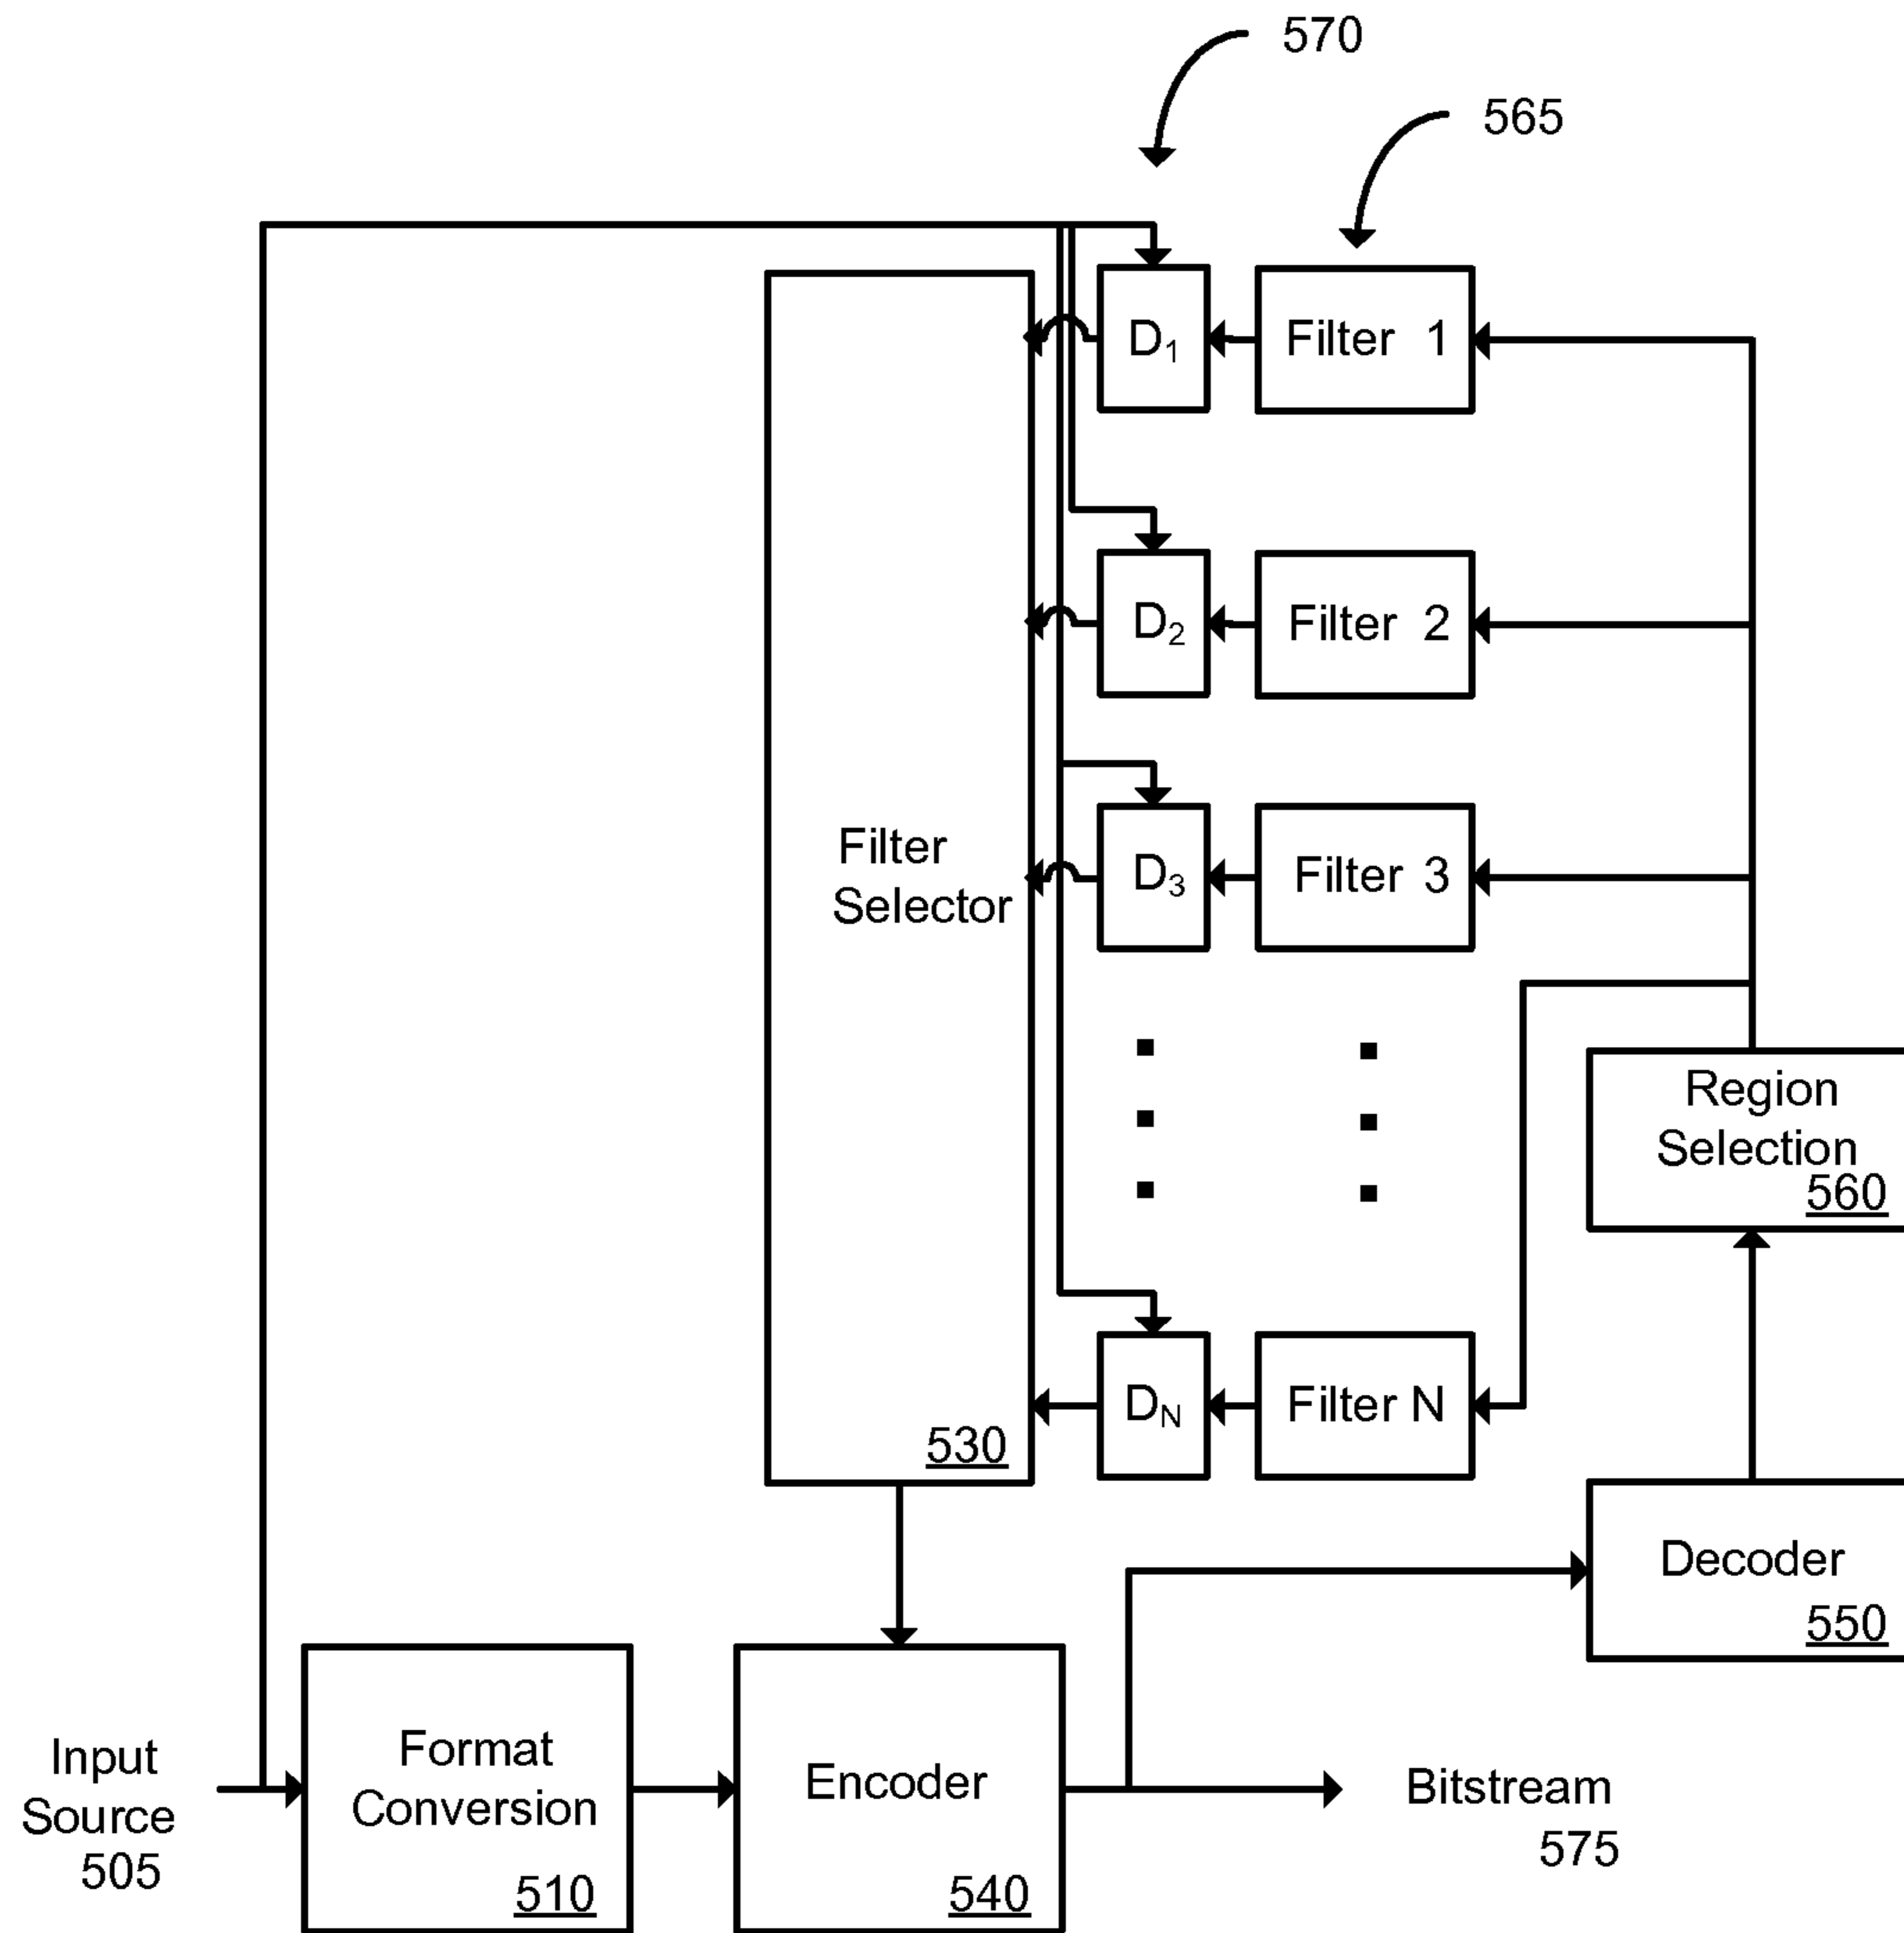 570
565
D1
Filter 1
D2
Filter 2
Filter
Selector
530
D3
Filter 3
Region
Selection
560
DN
Filter N
Decoder
550
Input
Source
505
Format
Conversion
510
Encoder
540
Bitstream
575